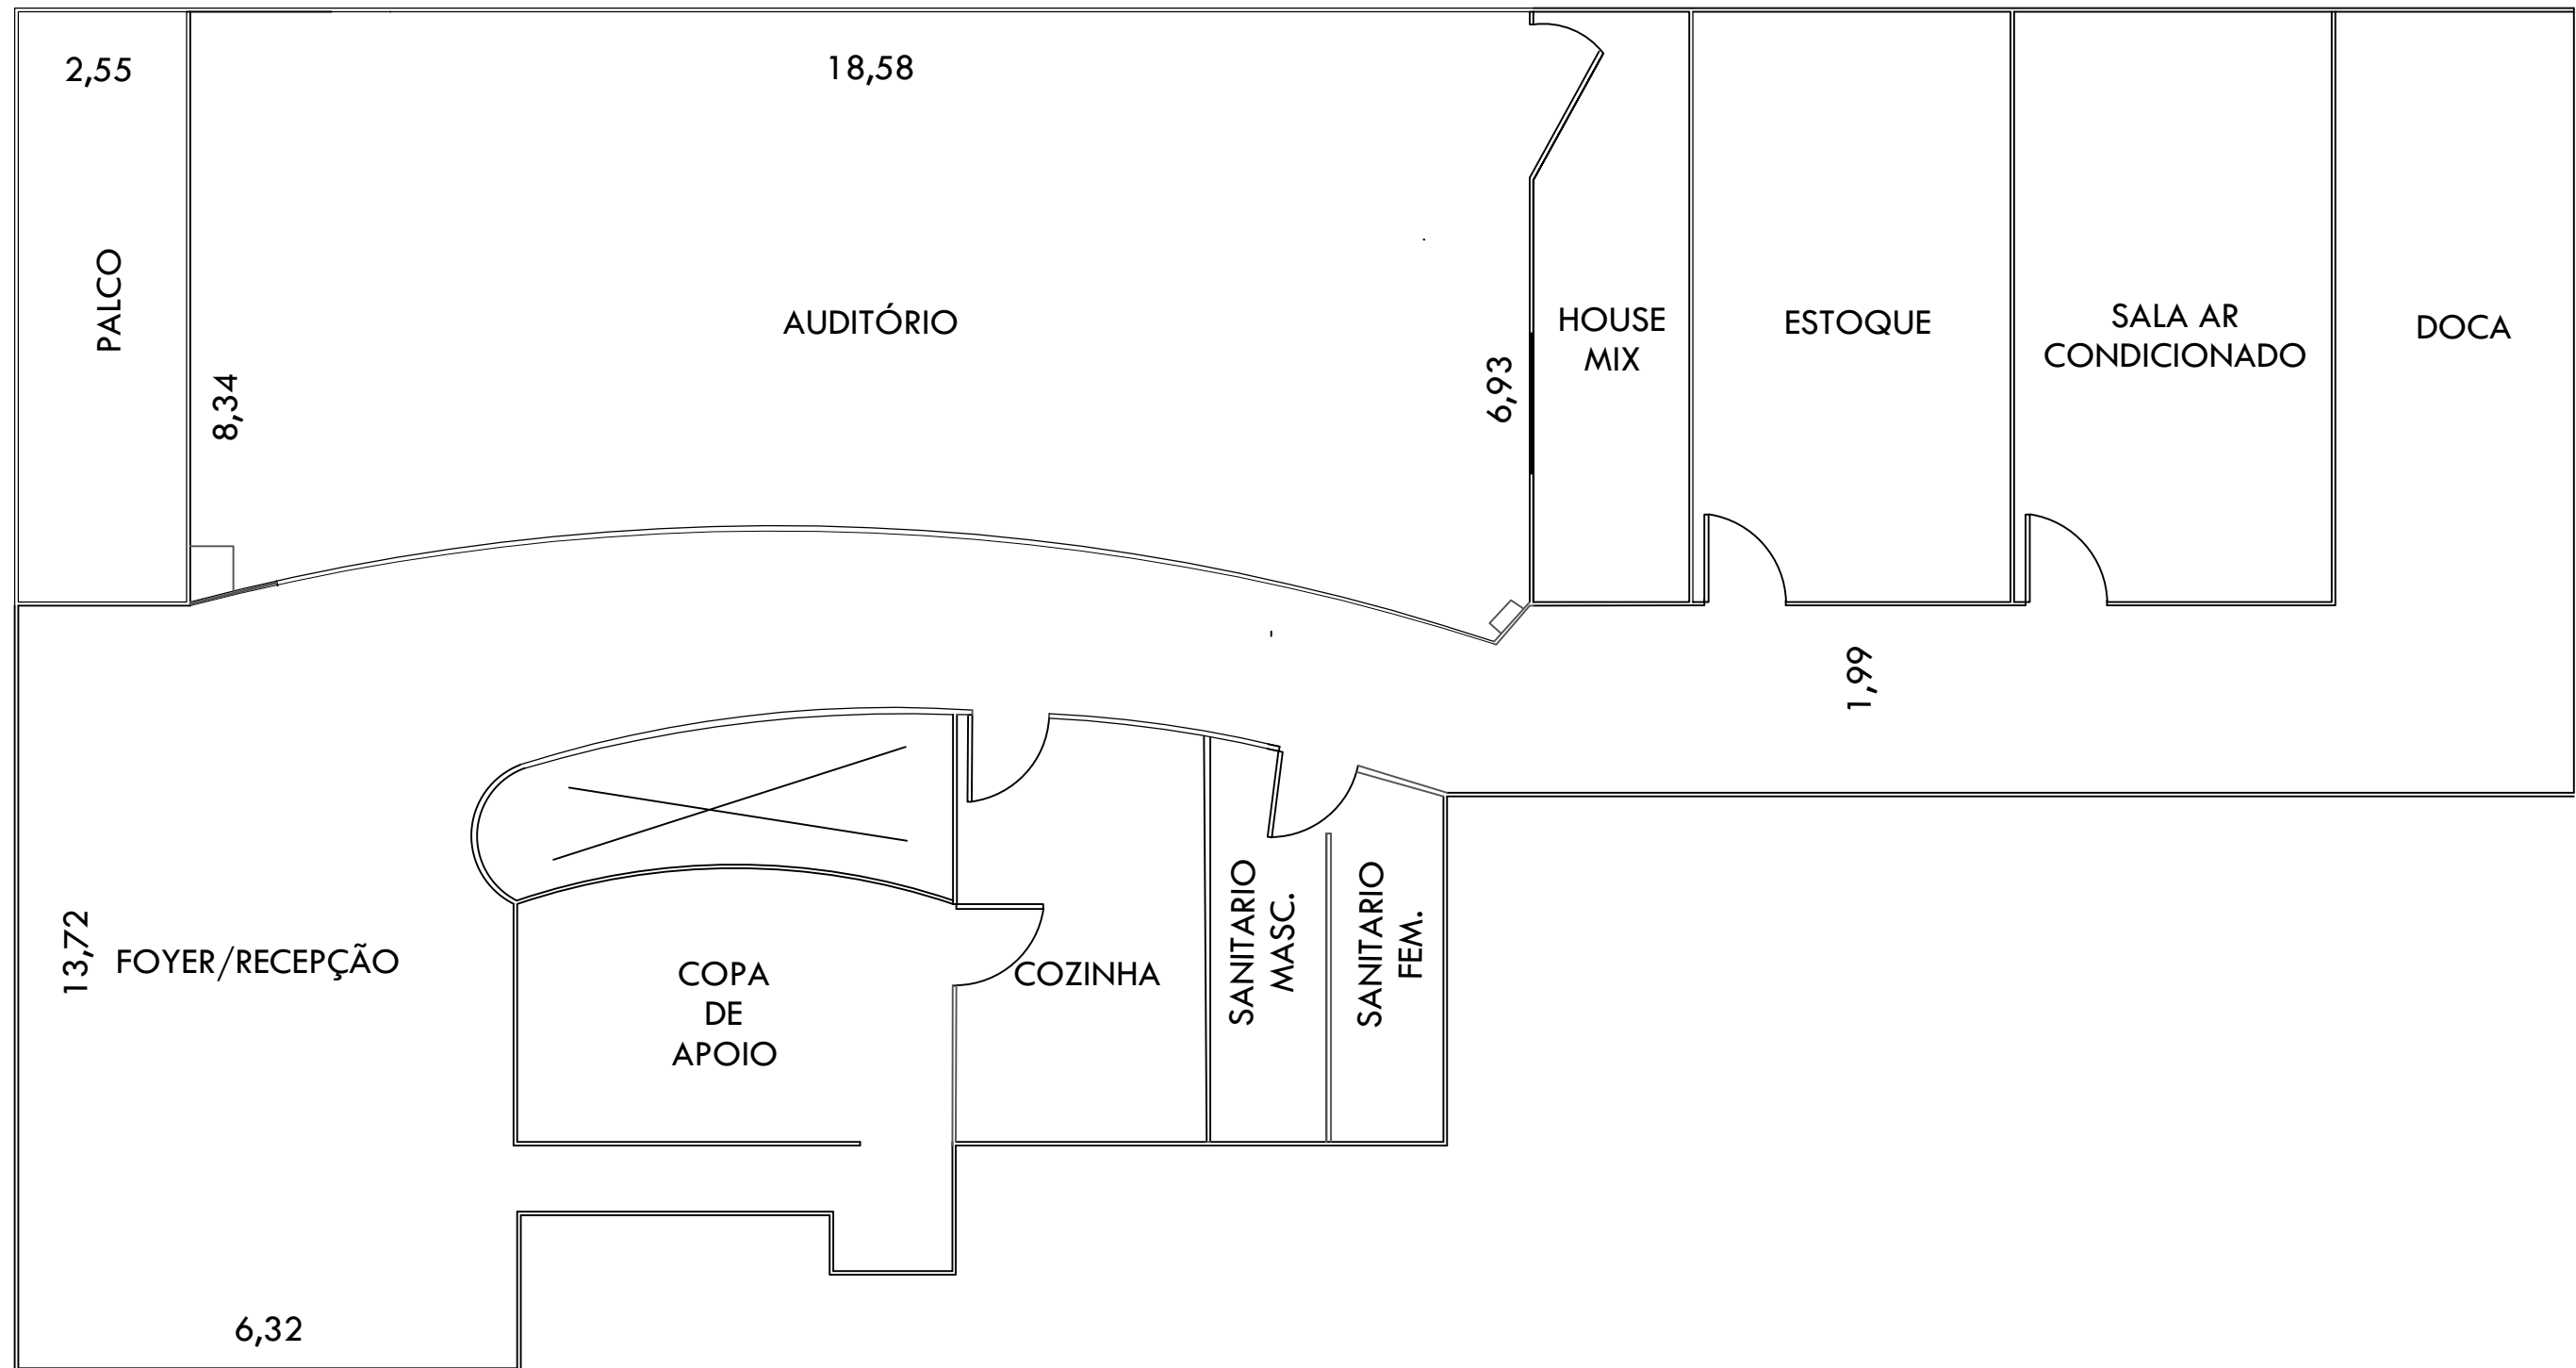 2,55
18,58
PALCO
AUDITÓRIO
8,34
6,93
HOUSE
MIX
ESTOQUE
SALA AR
CONDICIONADO
DOCA
1,99
13,72
FOYER/RECEPÇÃO
COPA
DE
APOIO
COZINHA
SANITARIO
MASC.
SANITARIO
FEM.
6,32